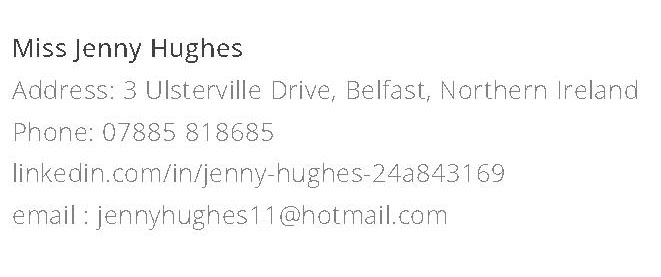 Miss Jenny Hughes
Address: 3 Ulsterville Drive, Belfast, Northern Ireland
Phone: 07885 818685
linkedin.com/in/jenny-hughes-24a843169
email : jennyhughes11@hotmail.com